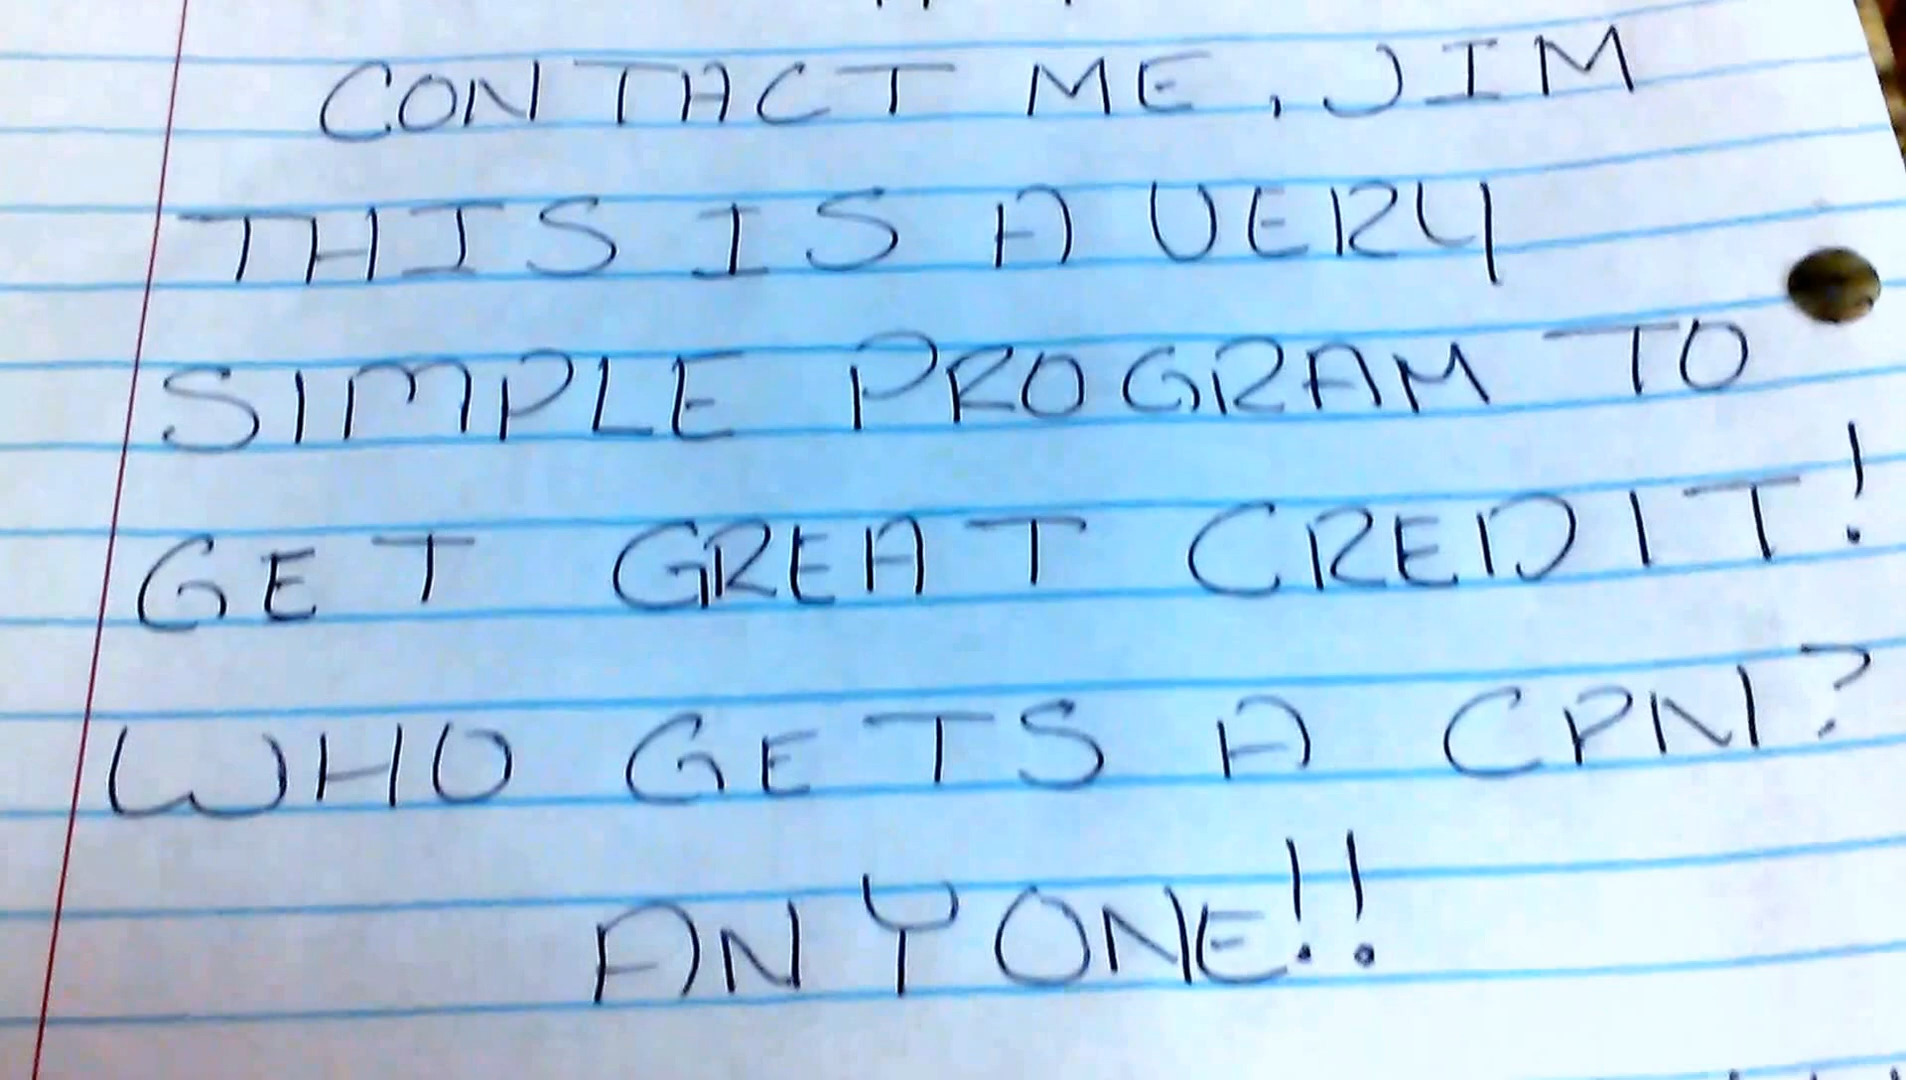 CONTACT ME, JIM
THIS IS A VERY
SIMPLE PROGRAM TO
GET GREAT CREDIT!
WHO GETS A CPN?
ANYONE!!